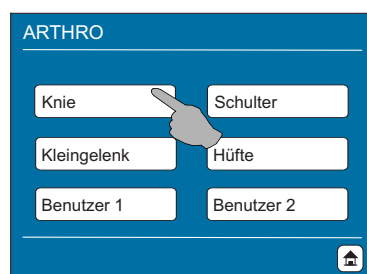 ARTHRO
Knie
Schulter
Kleingelenk
Hüfte
Benutzer 1
Benutzer 2